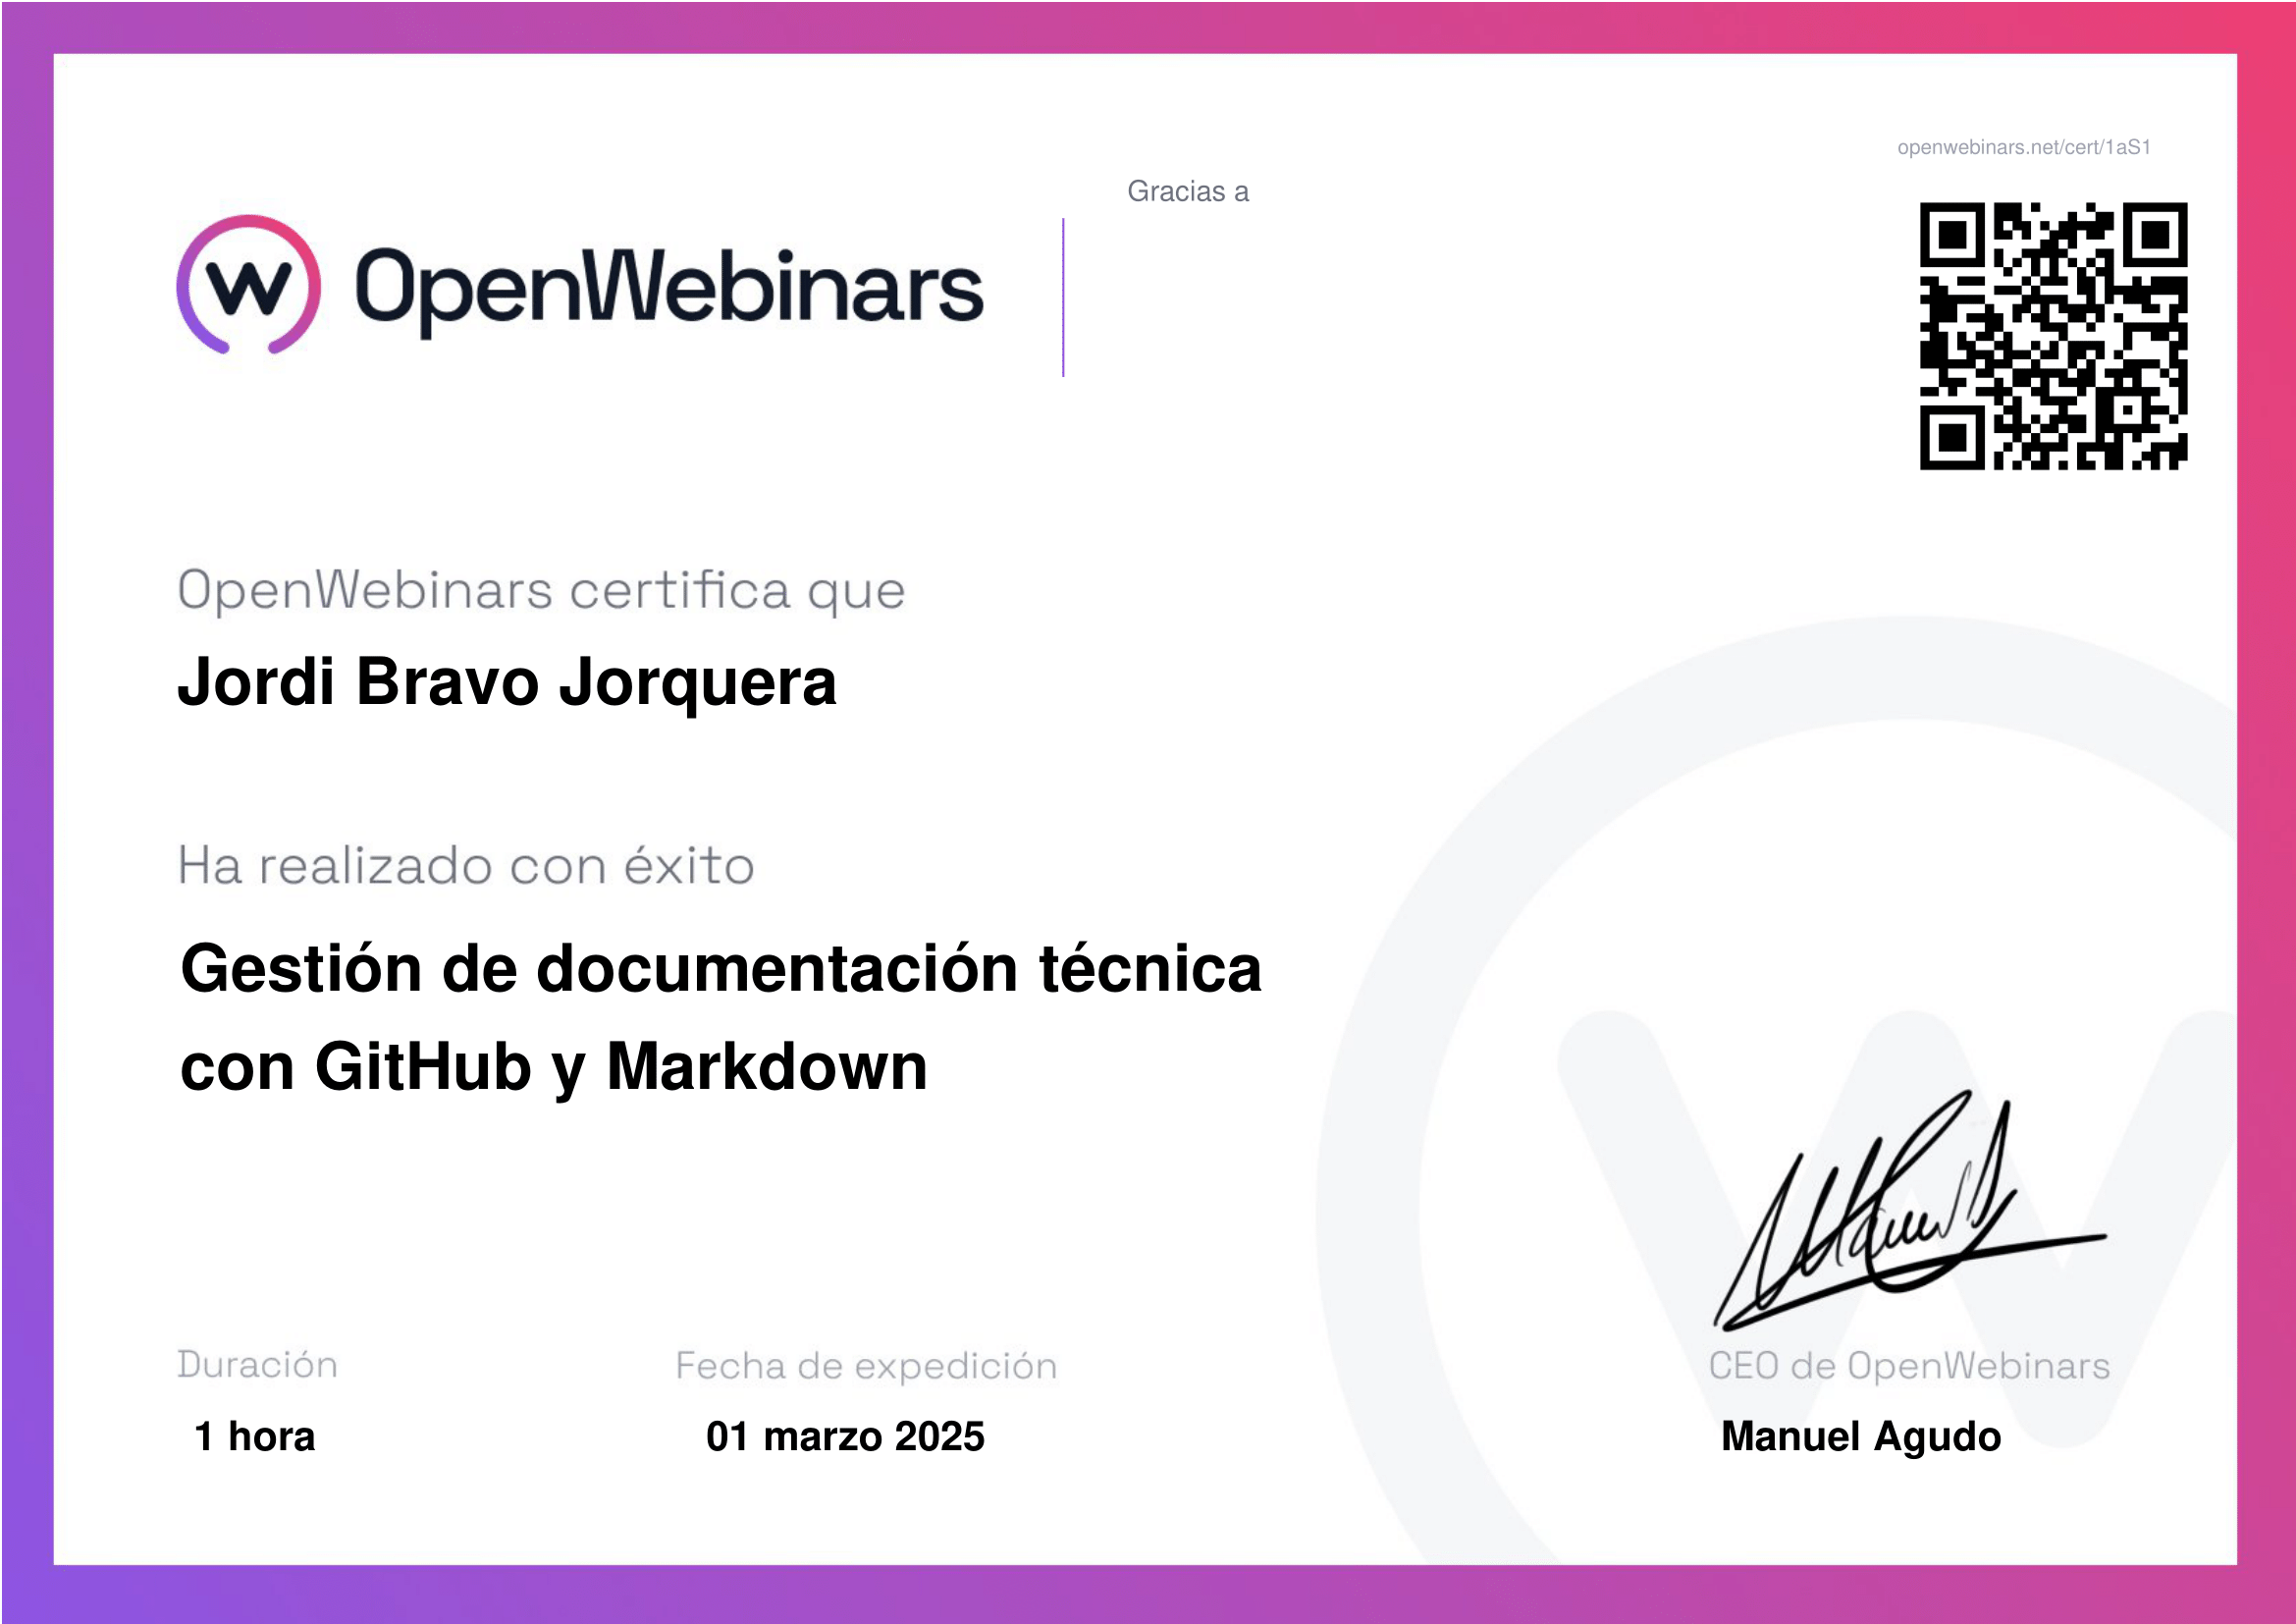 openwebinars.net/cert/1aS1
Gracias a
OpenWebinars
OpenWebinars certifica que
Jordi Bravo Jorquera
Ha realizado con éxito
Gestión de documentación técnica
con GitHub y Markdown
Duración
1 hora
Fecha de expedición
01 marzo 2025
CEO de OpenWebinars
Manuel Agudo